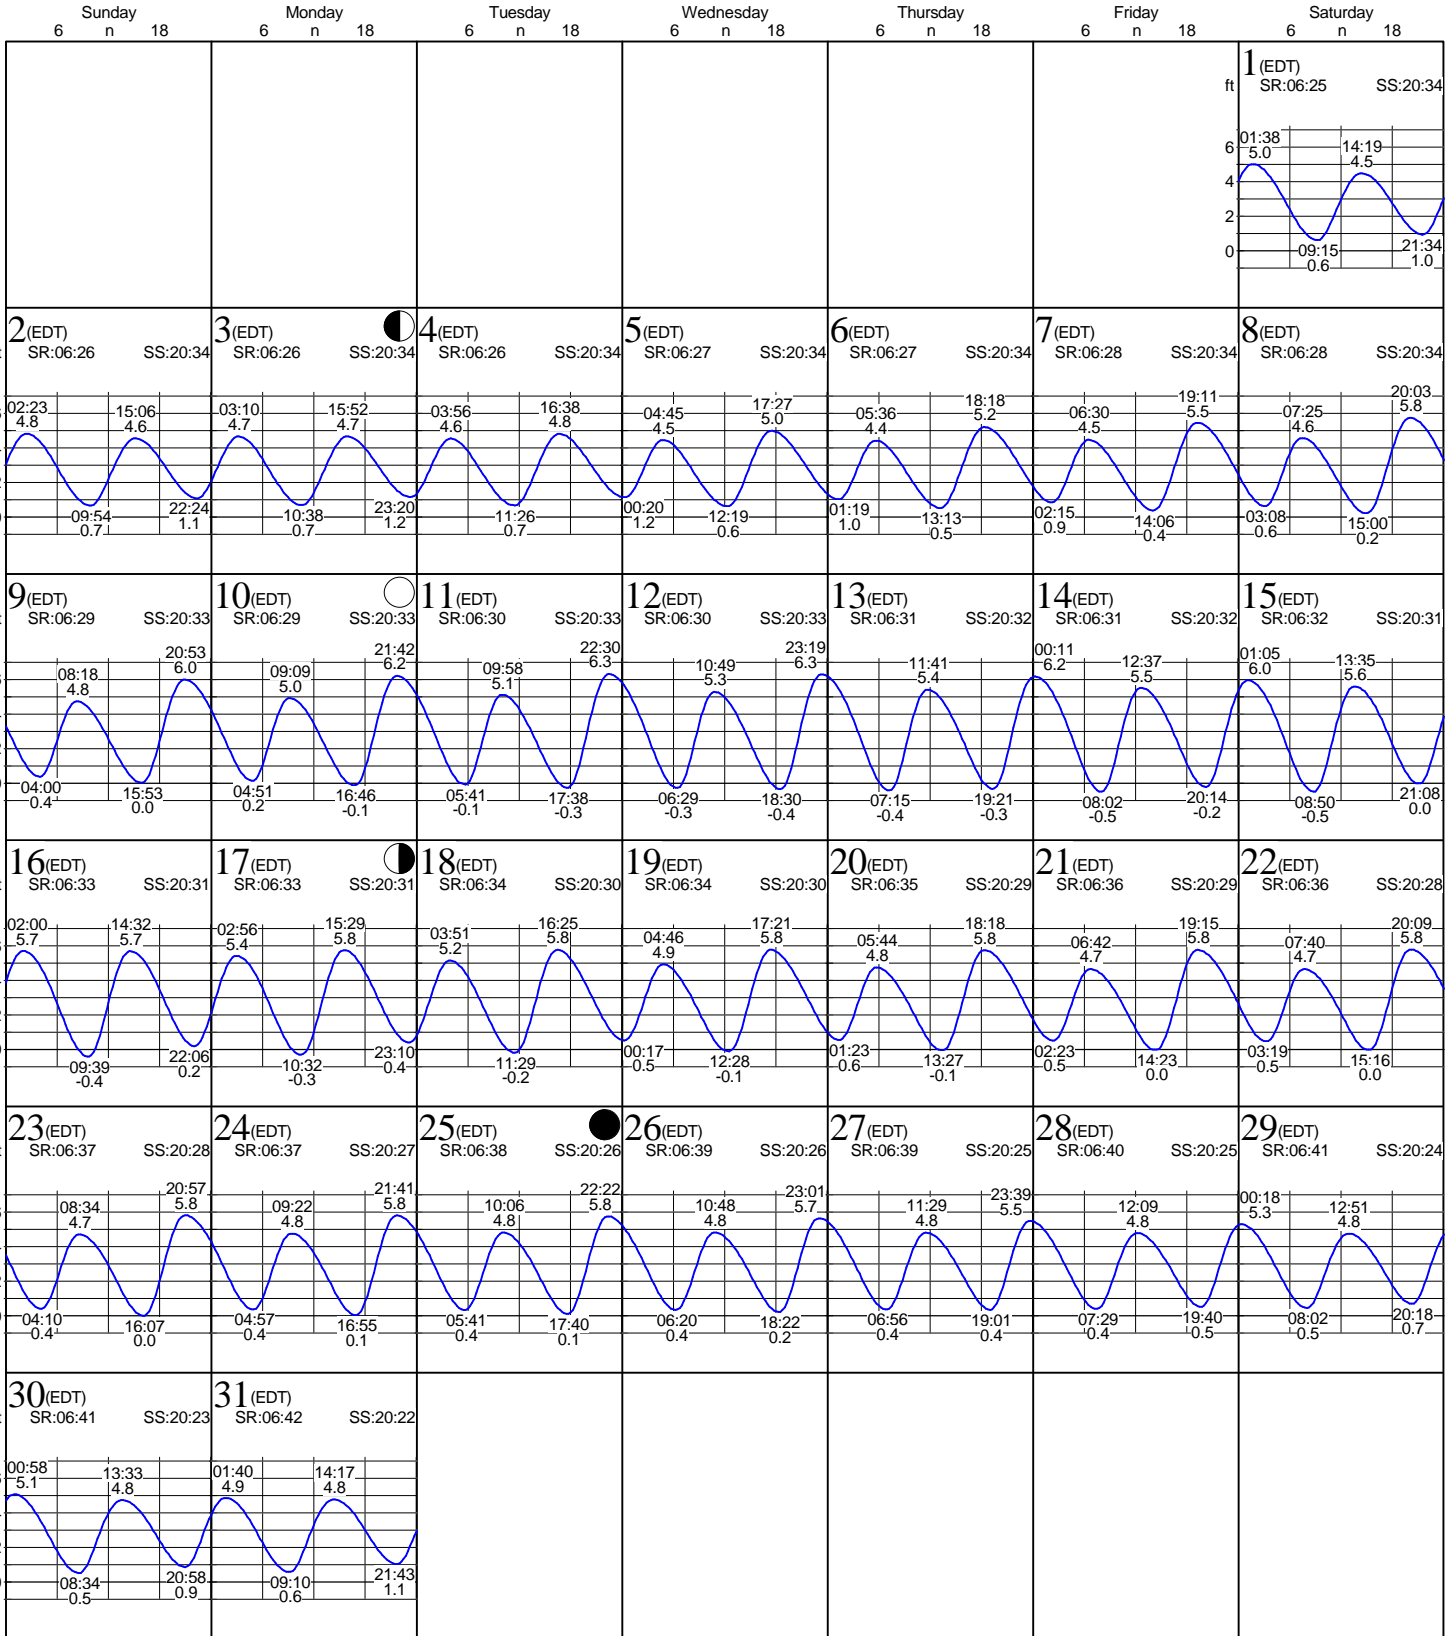 Sunday Monday Tuesday Wednesday Thursday Friday Saturday
6 n 18 6 n 18 6 n 18 6 n 18 6 n 18 6 n 18 6 n 18
1(EDT)
ft SR:06:25 SS:20:34
01:38 14:19
6 5.0 4.5
4
2
0 09:15 21:34
0.6 1.0
2(EDT) 3(EDT) 4(EDT) 5(EDT) 6(EDT) 7(EDT) 8(EDT)
SR:06:26 SS:20:34 SR:06:26 SS:20:34 SR:06:26 SS:20:34 SR:06:27 SS:20:34 SR:06:27 SS:20:34 SR:06:28 SS:20:34 SR:06:28 SS:20:34
02:23 15:06 03:10 15:52 03:56 16:38 04:45 17:27 05:36 18:18 06:30 19:11 07:25 20:03
4.8 4.6 4.7 4.7 4.6 4.8 4.5 5.0 4.4 5.2 4.5 5.5 4.6 5.8
09:54 22:24 10:38 23:20 11:26 00:20 12:19 01:19 13:13 02:15 14:06 03:08 15:00
0.7 1.1 0.7 1.2 0.7 1.2 0.6 1.0 0.5 0.9 0.4 0.6 0.2
9(EDT) 10(EDT) 11(EDT) 12(EDT) 13(EDT) 14(EDT) 15(EDT)
SR:06:29 SS:20:33 SR:06:29 SS:20:33 SR:06:30 SS:20:33 SR:06:30 SS:20:33 SR:06:31 SS:20:32 SR:06:31 SS:20:32 SR:06:32 SS:20:31
08:18 20:53 09:09 21:42 09:58 22:30 10:49 23:19 11:41 00:11 12:37 01:05 13:35
4.8 6.0 5.0 6.2 5.1 6.3 5.3 6.3 5.4 6.2 5.5 6.0 5.6
04:00 15:53 04:51 16:46 05:41 17:38 06:29 18:30 07:15 19:21 08:02 20:14 08:50 21:08
0.4 0.0 0.2 -0.1 -0.1 -0.3 -0.3 -0.4 -0.4 -0.3 -0.5 -0.2 -0.5 0.0
16(EDT) 17(EDT) 18(EDT) 19(EDT) 20(EDT) 21(EDT) 22(EDT)
SR:06:33 SS:20:31 SR:06:33 SS:20:31 SR:06:34 SS:20:30 SR:06:34 SS:20:30 SR:06:35 SS:20:29 SR:06:36 SS:20:29 SR:06:36 SS:20:28
02:00 14:32 02:56 15:29 03:51 16:25 04:46 17:21 05:44 18:18 06:42 19:15 07:40 20:09
5.7 5.7 5.4 5.8 5.2 5.8 4.9 5.8 4.8 5.8 4.7 5.8 4.7 5.8
09:39 22:06 10:32 23:10 11:29 00:17 12:28 01:23 13:27 02:23 14:23 03:19 15:16
-0.4 0.2 -0.3 0.4 -0.2 0.5 -0.1 0.6 -0.1 0.5 0.0 0.5 0.0
23(EDT) 24(EDT) 25(EDT) 26(EDT) 27(EDT) 28(EDT) 29(EDT)
SR:06:37 SS:20:28 SR:06:37 SS:20:27 SR:06:38 SS:20:26 SR:06:39 SS:20:26 SR:06:39 SS:20:25 SR:06:40 SS:20:25 SR:06:41 SS:20:24
08:34 20:57 09:22 21:41 10:06 22:22 10:48 23:01 11:29 23:39 12:09 00:18 12:51
4.7 5.8 4.8 5.8 4.8 5.8 4.8 5.7 4.8 5.5 4.8 5.3 4.8
04:10 16:07 04:57 16:55 05:41 17:40 06:20 18:22 06:56 19:01 07:29 19:40 08:02 20:18
0.4 0.0 0.4 0.1 0.4 0.1 0.4 0.2 0.4 0.4 0.4 0.5 0.5 0.7
30(EDT) 31(EDT)
SR:06:41 SS:20:23 SR:06:42 SS:20:22
00:58 13:33 01:40 14:17
5.1 4.8 4.9 4.8
08:34 20:58 09:10 21:43
0.5 0.9 0.6 1.1